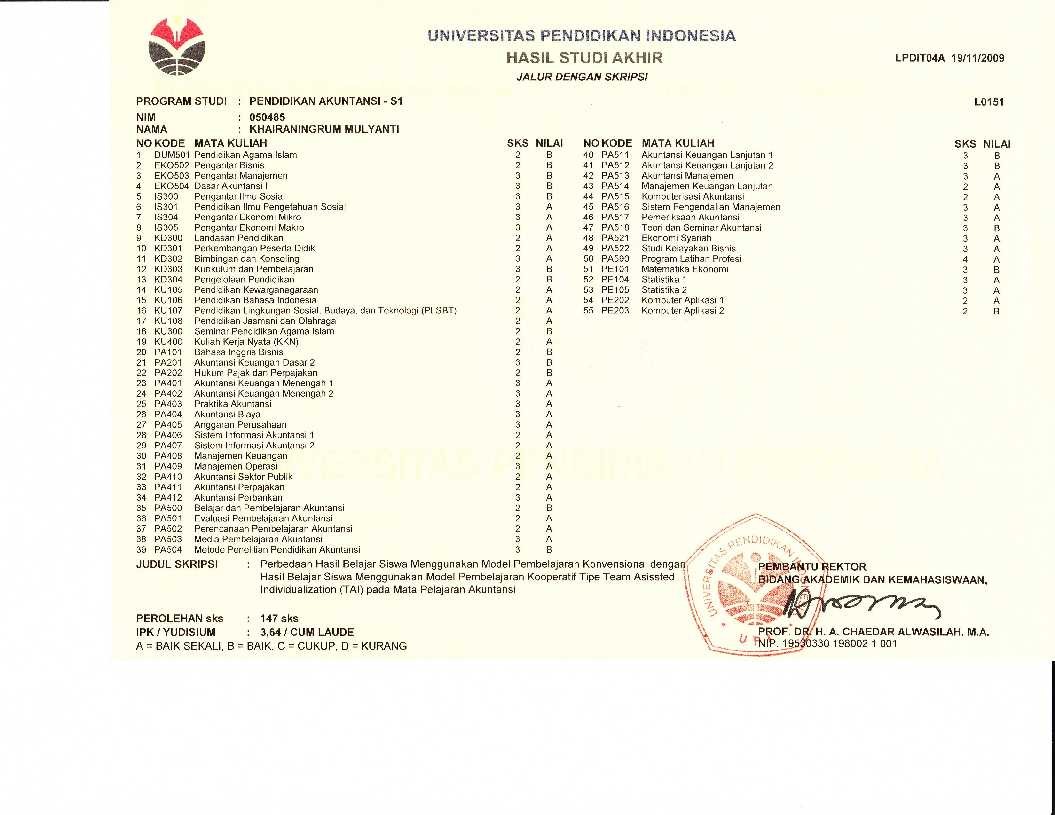 UNIVERSITAS PENDIDIKAN INDONESIA
HASIL STUDI AKHIR
JALUR DENGAN SKRIPSI
LPDIT04A 19/11/2009
PROGRAM STUDI : PENDIDIKAN AKUNTANSI - S1
L0151
NIM : 050485
NAMA : KHAIRANINGRUM MULYANTI
NO KODE MATA KULIAH SKS NILAI
1 DUM501 Pendidikan Agama Islam 2 B
2 EKO502 Pengantar Bisnis 2 B
3 EKO503 Pengantar Manajemen 3 B
4 EKO504 Dasar Akuntansi I 3 B
5 IS300 Pengantar Ilmu Sosial 3 B
6 IS301 Pendidikan Ilmu Pengetahuan Sosial 3 A
7 IS304 Pengantar Ekonomi Mikro 3 A
8 IS305 Pengantar Ekonomi Makro 3 A
9 KD300 Landasan Pendidikan 2 A
10 KD301 Perkembangan Peserta Didik 2 A
11 KD302 Bimbingan dan Konseling 3 A
12 KD303 Kurikulum dan Pembelajaran 3 B
13 KD304 Pengelolaan Pendidikan 2 B
14 KU105 Pendidikan Kewarganegaraan 2 A
15 KU106 Pendidikan Bahasa Indonesia 2 A
16 KU107 Pendidikan Lingkungan Sosial, Budaya, dan Teknologi (PLSBT) 2 A
17 KU108 Pendidikan Jasmani dan Olahraga 2 A
18 KU300 Seminar Pendidikan Agama Islam 2 B
19 KU400 Kuliah Kerja Nyata (KKN) 2 A
20 PA101 Bahasa Inggris Bisnis 2 B
21 PA201 Akuntansi Keuangan Dasar 2 3 B
22 PA202 Hukum Pajak dan Perpajakan 2 B
23 PA401 Akuntansi Keuangan Menengah 1 3 A
24 PA402 Akuntansi Keuangan Menengah 2 3 A
25 PA403 Praktika Akuntansi 3 A
26 PA404 Akuntansi Biaya 3 A
27 PA405 Anggaran Perusahaan 3 A
28 PA406 Sistem Informasi Akuntansi 1 2 A
29 PA407 Sistem Informasi Akuntansi 2 2 A
30 PA408 Manajemen Keuangan 2 A
31 PA409 Manajemen Operasi 3 A
32 PA410 Akuntansi Sektor Publik 2 A
33 PA411 Akuntansi Perpajakan 2 A
34 PA412 Akuntansi Perbankan 3 A
35 PA500 Belajar dan Pembelajaran Akuntansi 2 B
36 PA501 Evaluasi Pembelajaran Akuntansi 2 A
37 PA502 Perencanaan Pembelajaran Akuntansi 2 A
38 PA503 Media Pembelajaran Akuntansi 3 A
39 PA504 Metode Penelitian Pendidikan Akuntansi 3 B
NO KODE MATA KULIAH SKS NILAI
40 PA511 Akuntansi Keuangan Lanjutan 1 3 B
41 PA512 Akuntansi Keuangan Lanjutan 2 3 B
42 PA513 Akuntansi Manajemen 3 A
43 PA514 Manajemen Keuangan Lanjutan 2 A
44 PA515 Komputerisasi Akuntansi 2 A
45 PA516 Sistem Pengendalian Manajemen 3 A
46 PA517 Pemeriksaan Akuntansi 3 A
47 PA518 Teori dan Seminar Akuntansi 3 B
48 PA521 Ekonomi Syariah 3 A
49 PA522 Studi Kelayakan Bisnis 3 A
50 PA590 Program Latihan Profesi 4 A
51 PE101 Matematika Ekonomi 3 B
52 PE104 Statistika 1 3 A
53 PE105 Statistika 2 3 A
54 PE202 Komputer Aplikasi 1 2 A
55 PE203 Komputer Aplikasi 2 2 B
JUDUL SKRIPSI : Perbedaan Hasil Belajar Siswa Menggunakan Model Pembelajaran Konvensional dengan
Hasil Belajar Siswa Menggunakan Model Pembelajaran Kooperatif Tipe Team Asissted
Individualization (TAI) pada Mata Pelajaran Akuntansi
PEROLEHAN sks : 147 sks
IPK / YUDISIUM : 3,64 / CUM LAUDE
A = BAIK SEKALI, B = BAIK, C = CUKUP, D = KURANG
PEMBANTU REKTOR
BIDANG AKADEMIK DAN KEMAHASISWAAN,
PROF. DR. H. A. CHAEDAR ALWASILAH, M.A.
NIP. 19530330 198002 1 001